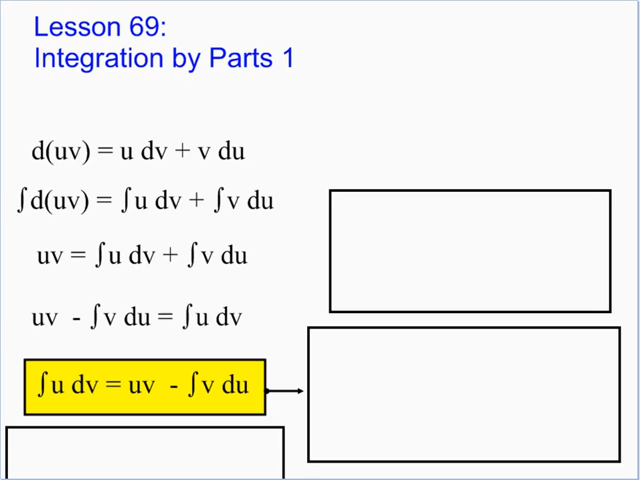 Lesson 69:
Integration by Parts 1
d(uv) = u dv + v du
∫d(uv) = ∫u dv + ∫v du
uv = ∫u dv + ∫v du
uv - ∫v du = ∫u dv
∫u dv = uv - ∫v du